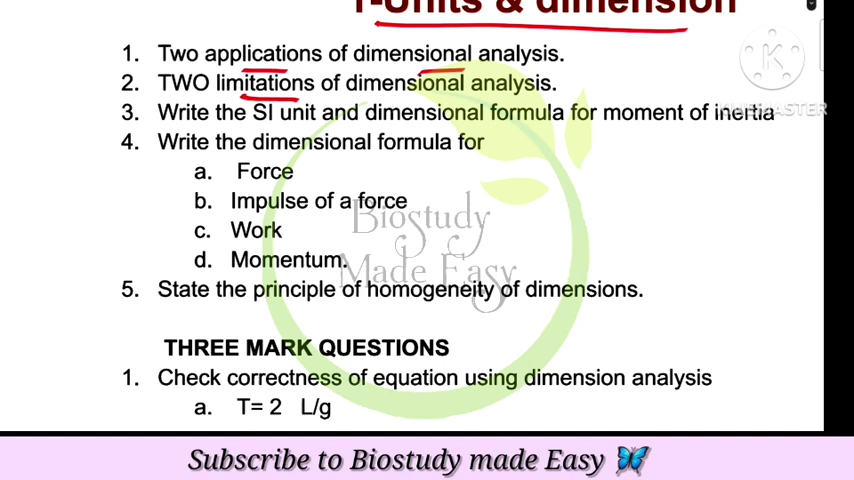 1-Units & dimension
1. Two applications of dimensional analysis.
2. TWO limitations of dimensional analysis.
3. Write the SI unit and dimensional formula for moment of inertia
KINEMASTER
4. Write the dimensional formula for
a. Force
b. Impulse of a force
c. Work
d. Momentum.
Biostudy
Made Easy
5. State the principle of homogeneity of dimensions.
THREE MARK QUESTIONS
1. Check correctness of equation using dimension analysis
a. T= 2 L/g
Subscribe to Biostudy made Easy